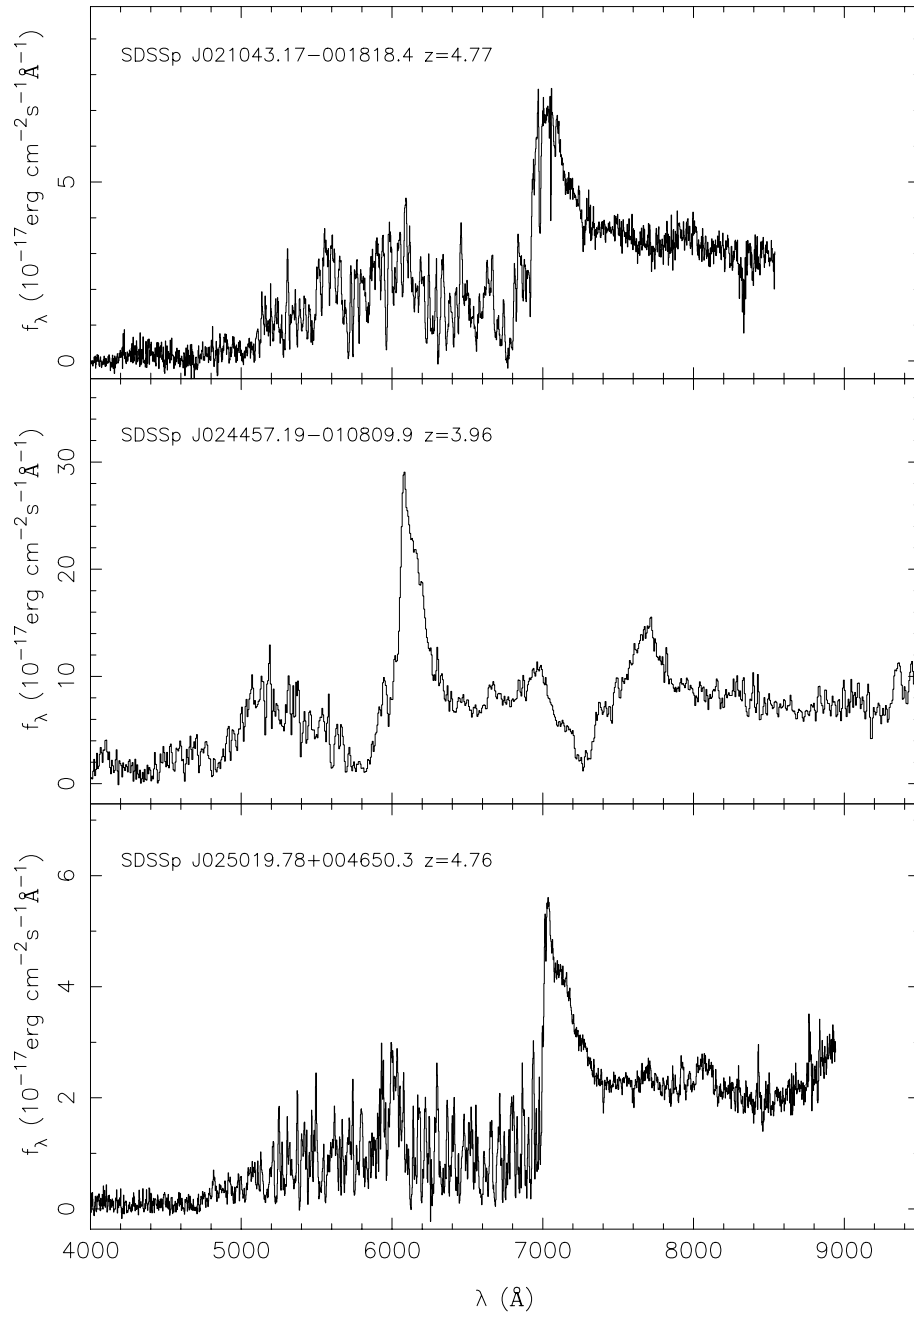 SDSSp J021043.17−001818.4 z=4.77
f_λ (10^−17 erg cm^−2 s^−1 Å^−1)
5
0
SDSSp J024457.19−010809.9 z=3.96
f_λ (10^−17 erg cm^−2 s^−1 Å^−1)
30
20
10
0
SDSSp J025019.78+004650.3 z=4.76
f_λ (10^−17 erg cm^−2 s^−1 Å^−1)
6
4
2
0
4000 5000 6000 7000 8000 9000
λ (Å)